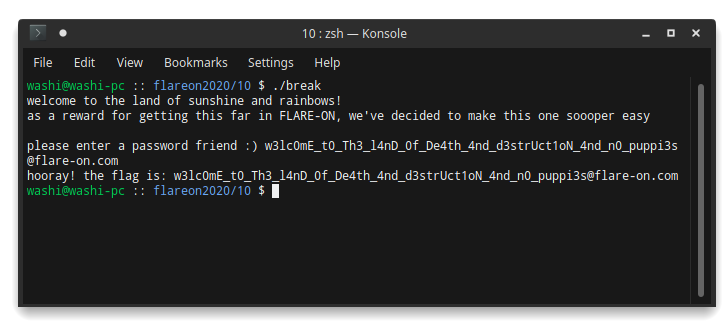 10 : zsh — Konsole
File Edit View Bookmarks Settings Help
washi@washi-pc :: flareon2020/10 $ ./break
welcome to the land of sunshine and rainbows!
as a reward for getting this far in FLARE-ON, we've decided to make this one soooper easy
please enter a password friend :) w3lc0mE_t0_Th3_l4nD_0f_De4th_4nd_d3strUct1oN_4nd_n0_puppi3s
@flare-on.com
hooray! the flag is: w3lc0mE_t0_Th3_l4nD_0f_De4th_4nd_d3strUct1oN_4nd_n0_puppi3s@flare-on.com
washi@washi-pc :: flareon2020/10 $